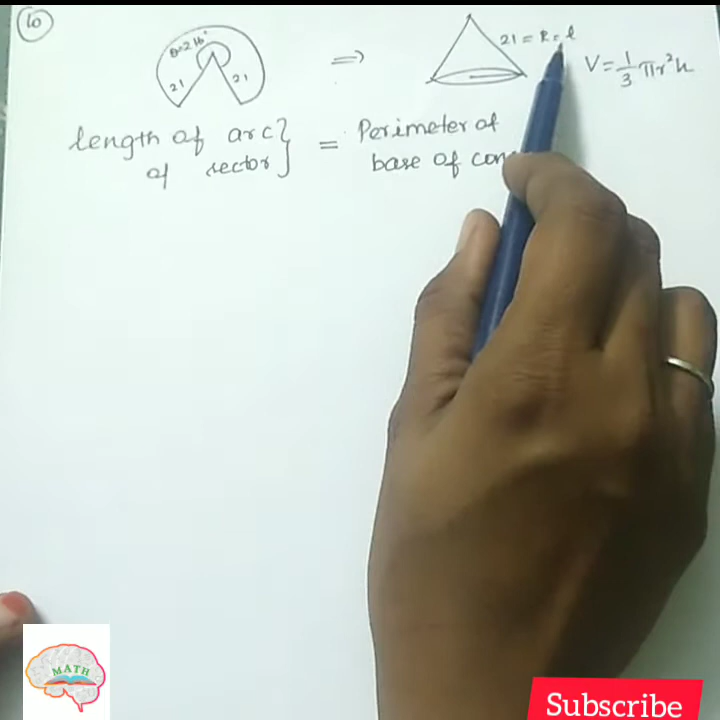 10
θ=216°
21 21
⇒
21 = R = l
V = 1/3 πr²h
length of arc } = Perimeter of
of sector } base of con
MATH
Subscribe